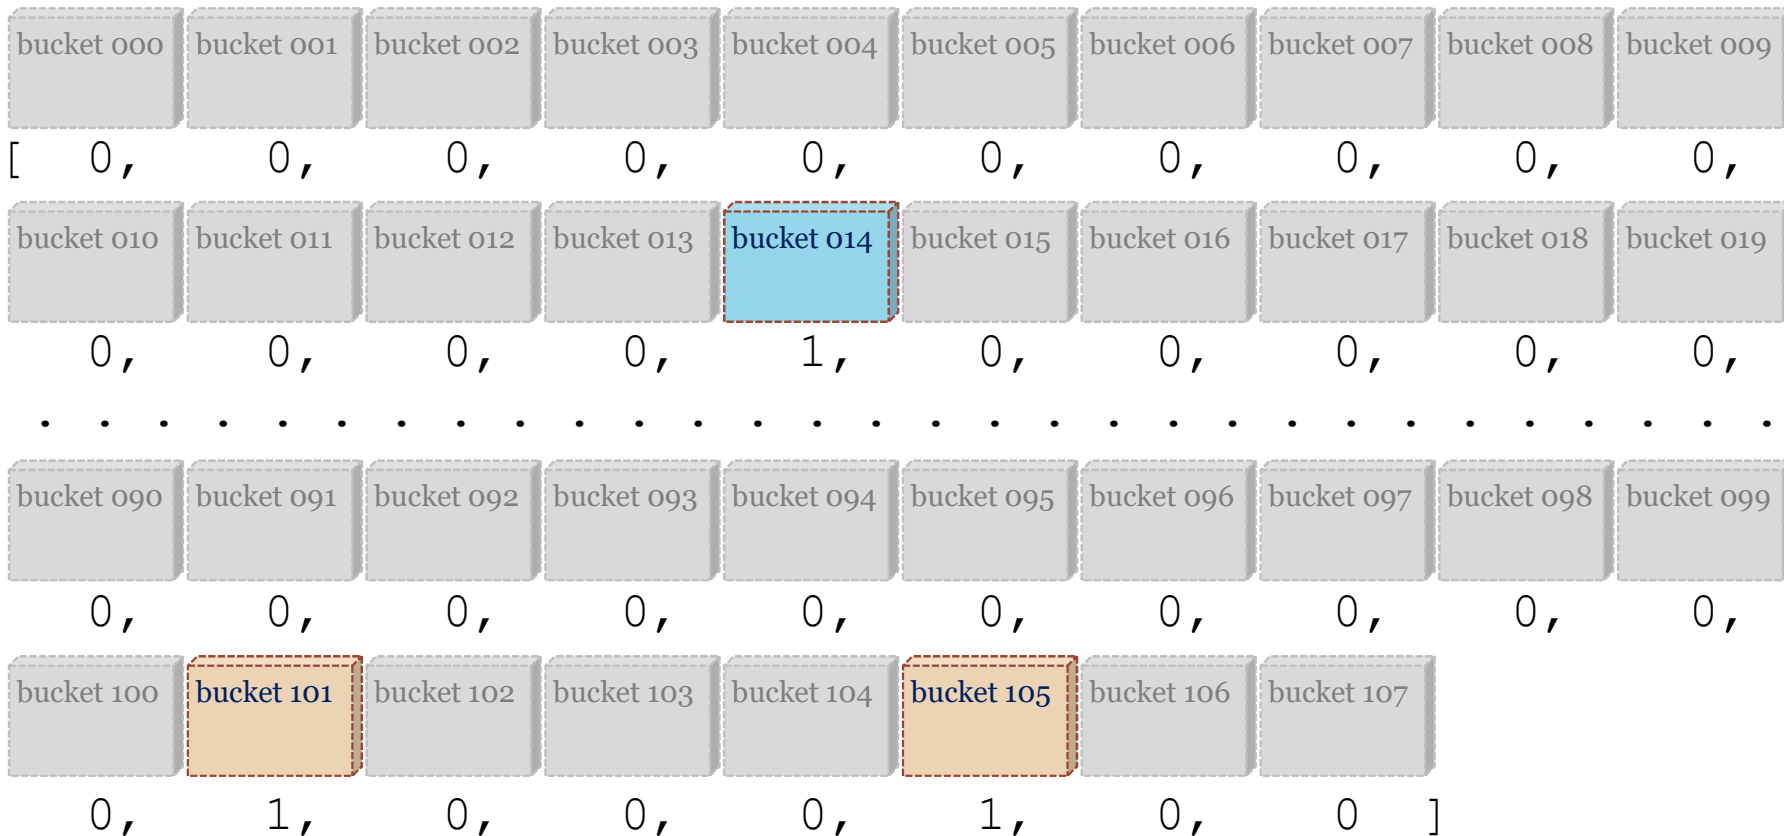 bucket 000 bucket 001 bucket 002 bucket 003 bucket 004 bucket 005 bucket 006 bucket 007 bucket 008 bucket 009
[ 0, 0, 0, 0, 0, 0, 0, 0, 0, 0,
bucket 010 bucket 011 bucket 012 bucket 013 bucket 014 bucket 015 bucket 016 bucket 017 bucket 018 bucket 019
0, 0, 0, 0, 1, 0, 0, 0, 0, 0,
. . . . . . . . . . . . . . . . . . . . . . . . . . . . . .
bucket 090 bucket 091 bucket 092 bucket 093 bucket 094 bucket 095 bucket 096 bucket 097 bucket 098 bucket 099
0, 0, 0, 0, 0, 0, 0, 0, 0, 0,
bucket 100 bucket 101 bucket 102 bucket 103 bucket 104 bucket 105 bucket 106 bucket 107
0, 1, 0, 0, 0, 1, 0, 0 ]